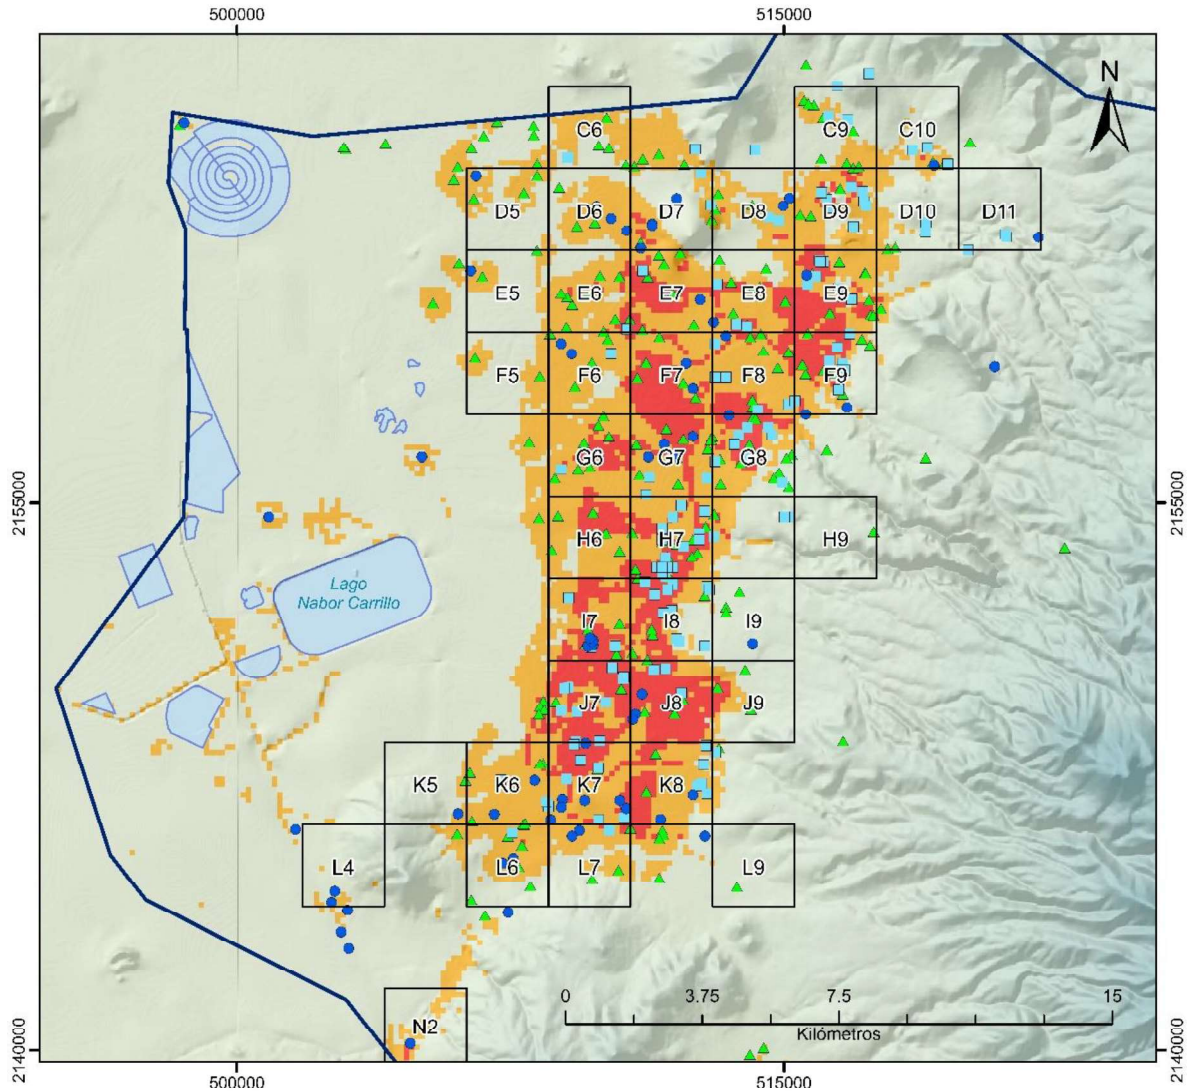 500000 515000
N
C6 C9 C10
D5 D6 D7 D8 D9 D10 D11
E5 E6 E7 E8 E9
F5 F6 F7 F8 F9
G6 G7 G8
2155000 2155000
H6 H7 H9
Lago
Nabor Carrillo
I7 I8 I9
J7 J8 J9
K5 K6 K7 K8
L4 L6 L7 L9
0 3.75 7.5 15
Kilómetros
N2
2140000 2140000
500000 515000